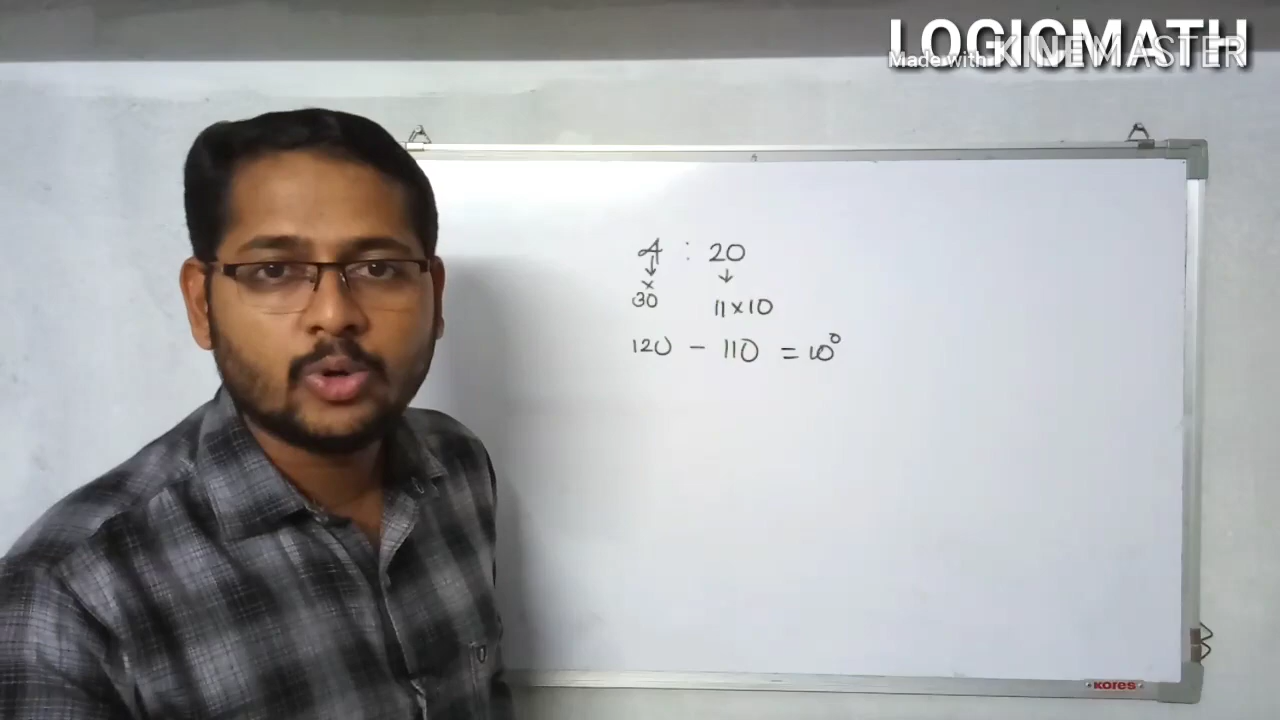 LOGICMATH
Made with KINEMASTER
4 : 20
↓ ↓
×
30 11×10
120 - 110 = 10°
KORES